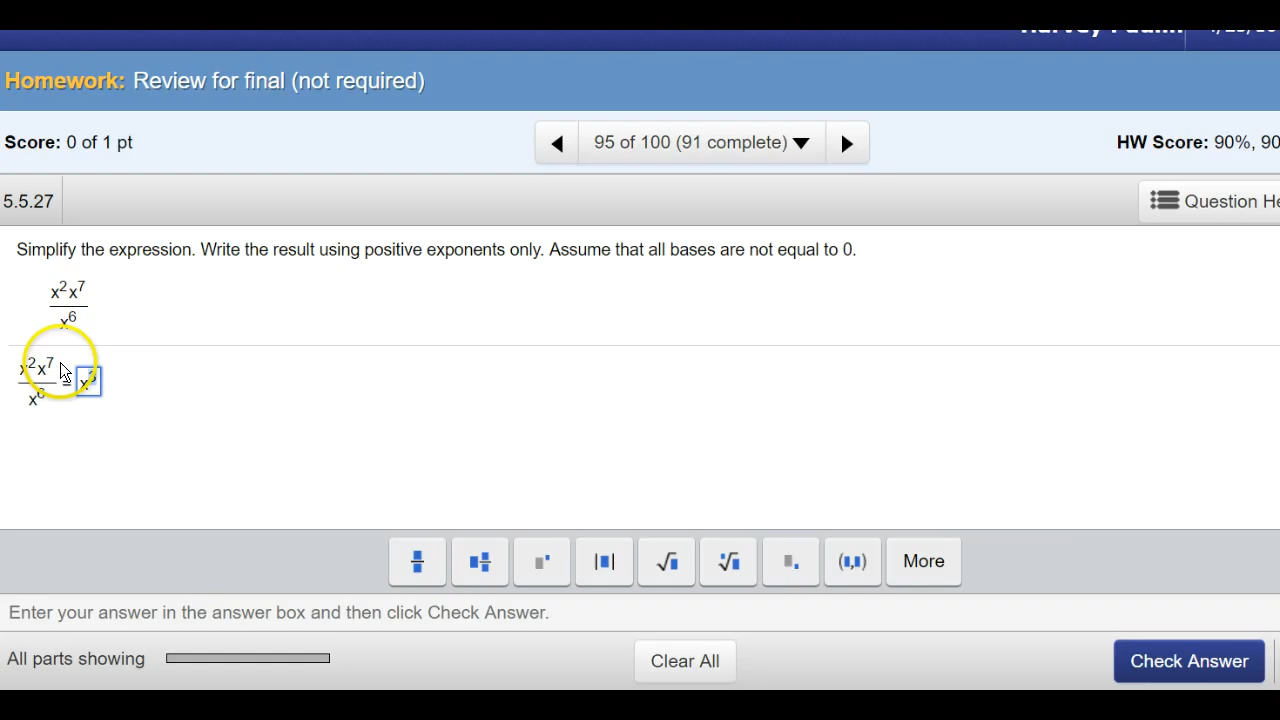 Homework: Review for final (not required)
Score: 0 of 1 pt
95 of 100 (91 complete)
HW Score: 90%, 90
5.5.27
Question He
Simplify the expression. Write the result using positive exponents only. Assume that all bases are not equal to 0.
x²x⁷
x⁶
x²x⁷
= x³
x⁶
More
Enter your answer in the answer box and then click Check Answer.
All parts showing
Clear All
Check Answer